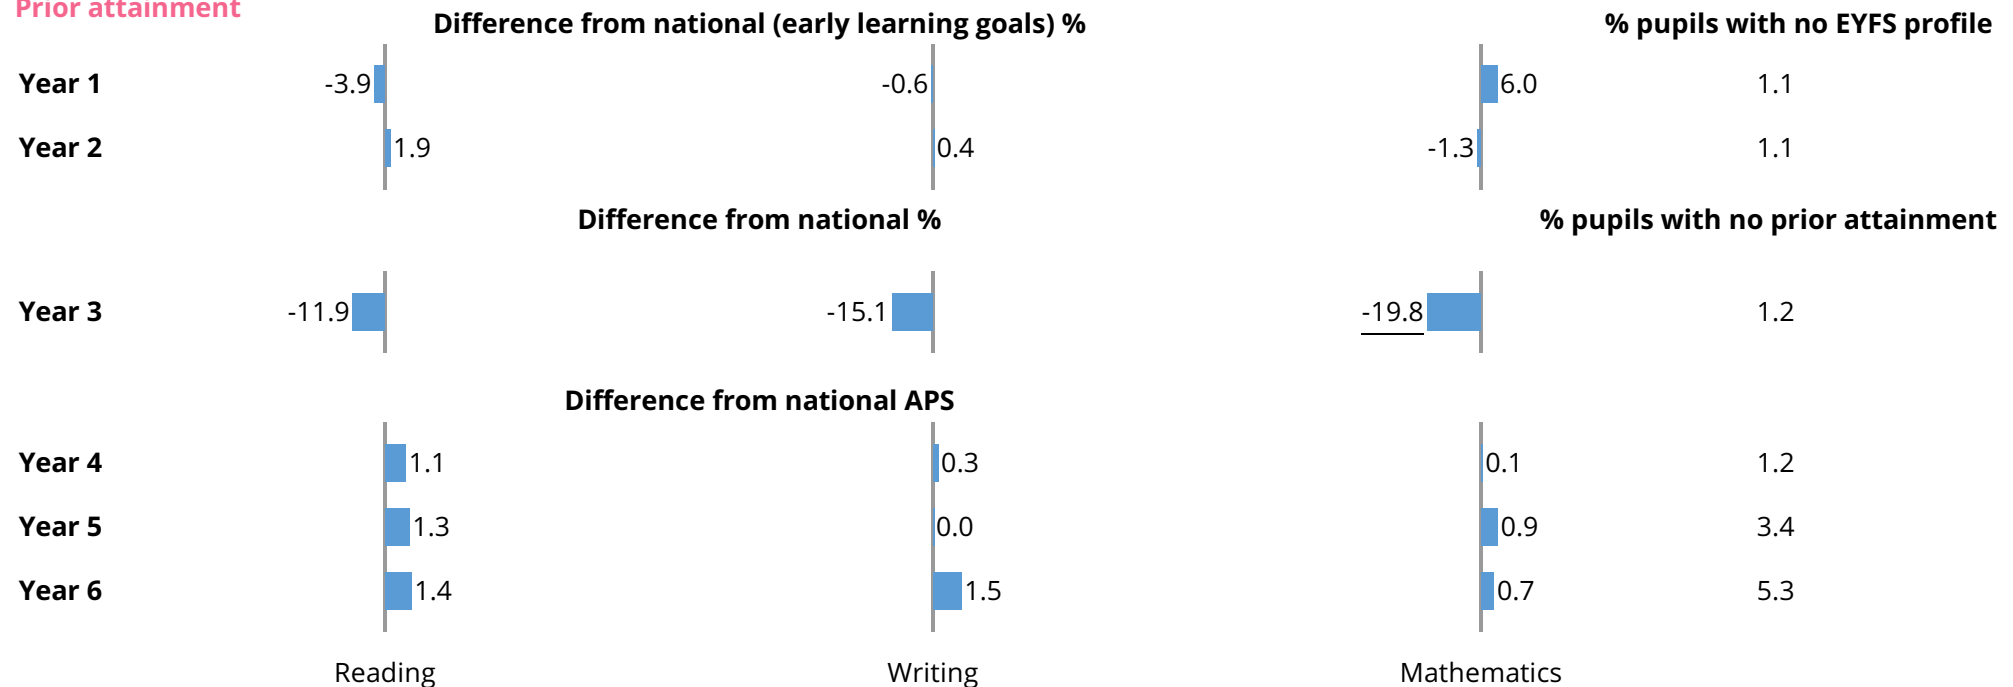 Prior attainment
Difference from national (early learning goals) % % pupils with no EYFS profile
Year 1 -3.9 -0.6 6.0 1.1
Year 2 1.9 0.4 -1.3 1.1
Difference from national % % pupils with no prior attainment
Year 3 -11.9 -15.1 -19.8 1.2
Difference from national APS
Year 4 1.1 0.3 0.1 1.2
Year 5 1.3 0.0 0.9 3.4
Year 6 1.4 1.5 0.7 5.3
Reading Writing Mathematics